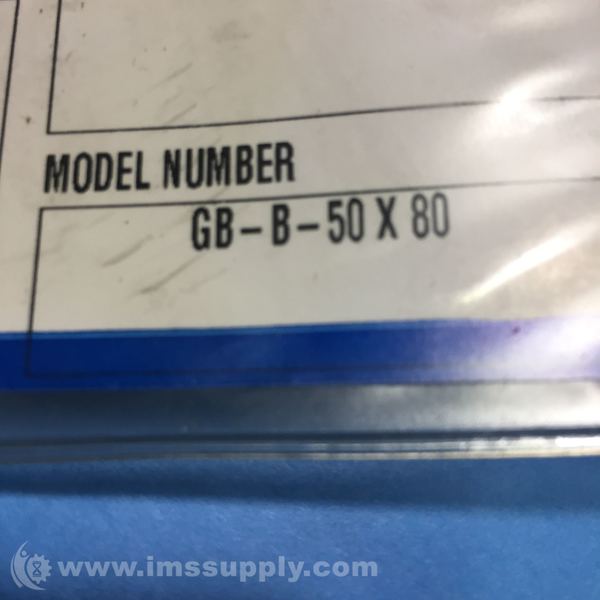 MODEL NUMBER
GB-B-50 X 80
www.imssupply.com